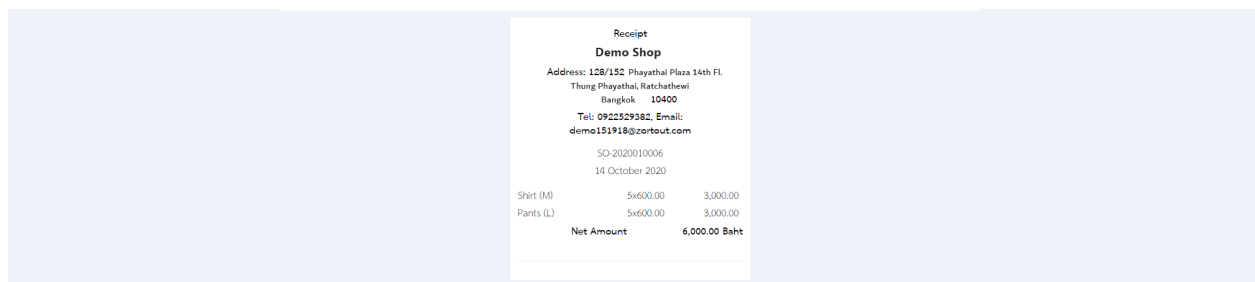 Receipt
Demo Shop
Address: 128/152 Phayathai Plaza 14th Fl.
Thung Phayathai, Ratchathewi
Bangkok 10400
Tel: 0922529382, Email:
demo151918@zortout.com
SO-2020010006
14 October 2020
Shirt (M) 5x600.00 3,000.00
Pants (L) 5x600.00 3,000.00
Net Amount 6,000.00 Baht